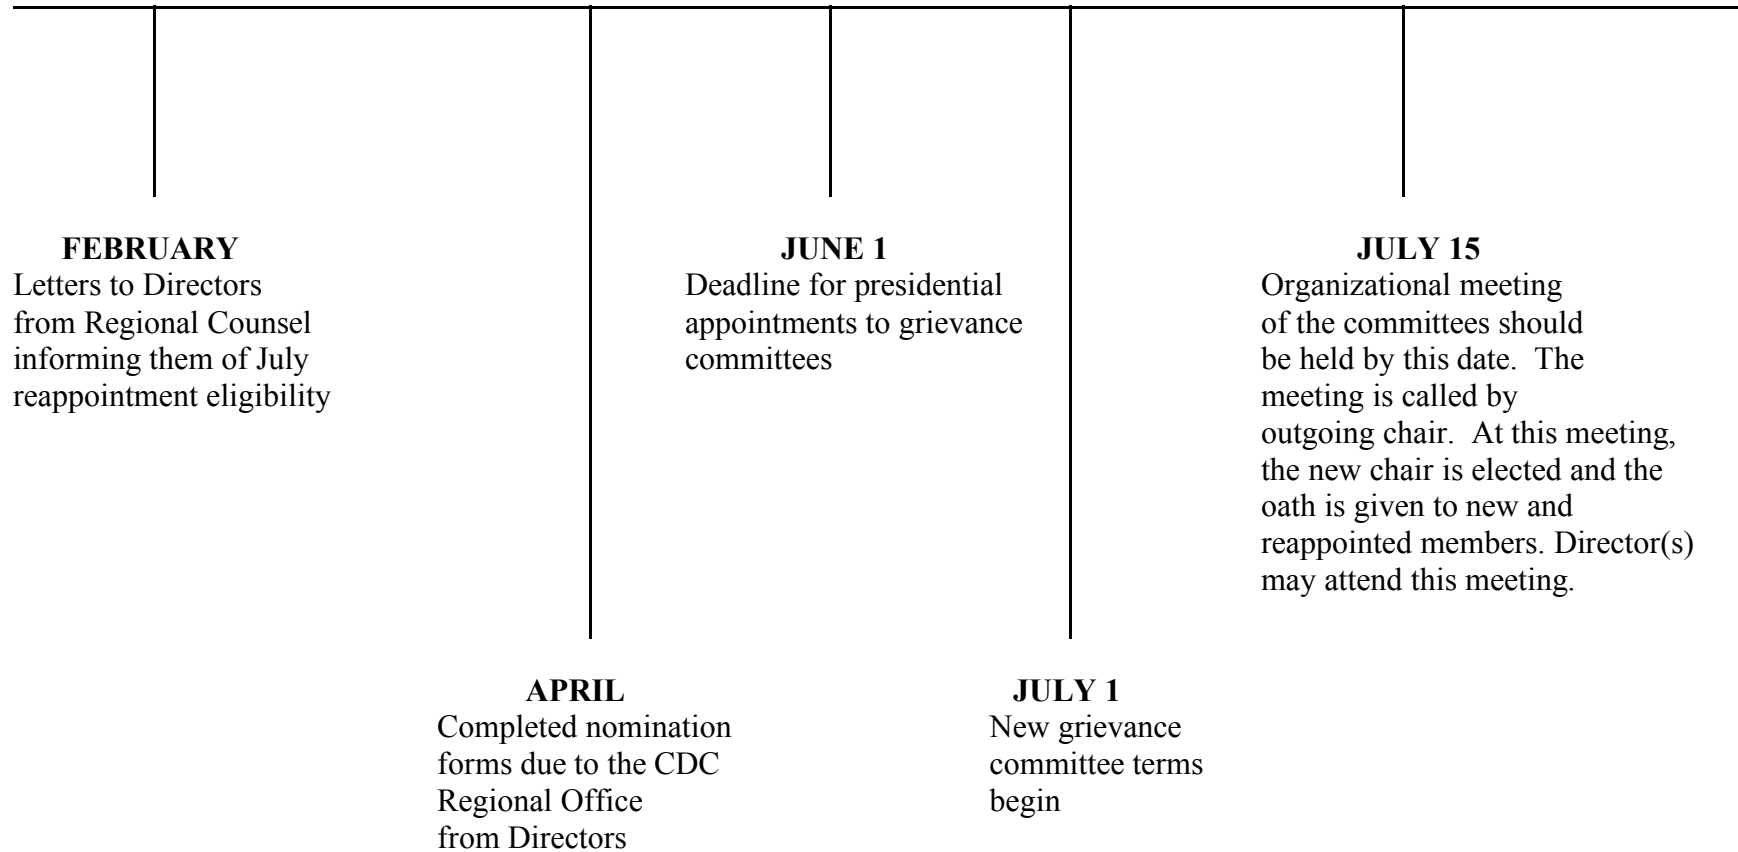 FEBRUARY
Letters to Directors
from Regional Counsel
informing them of July
reappointment eligibility
APRIL
Completed nomination
forms due to the CDC
Regional Office
from Directors
JUNE 1
Deadline for presidential
appointments to grievance
committees
JULY 1
New grievance
committee terms
begin
JULY 15
Organizational meeting
of the committees should
be held by this date.  The
meeting is called by
outgoing chair.  At this meeting,
the new chair is elected and the
oath is given to new and
reappointed members. Director(s)
may attend this meeting.